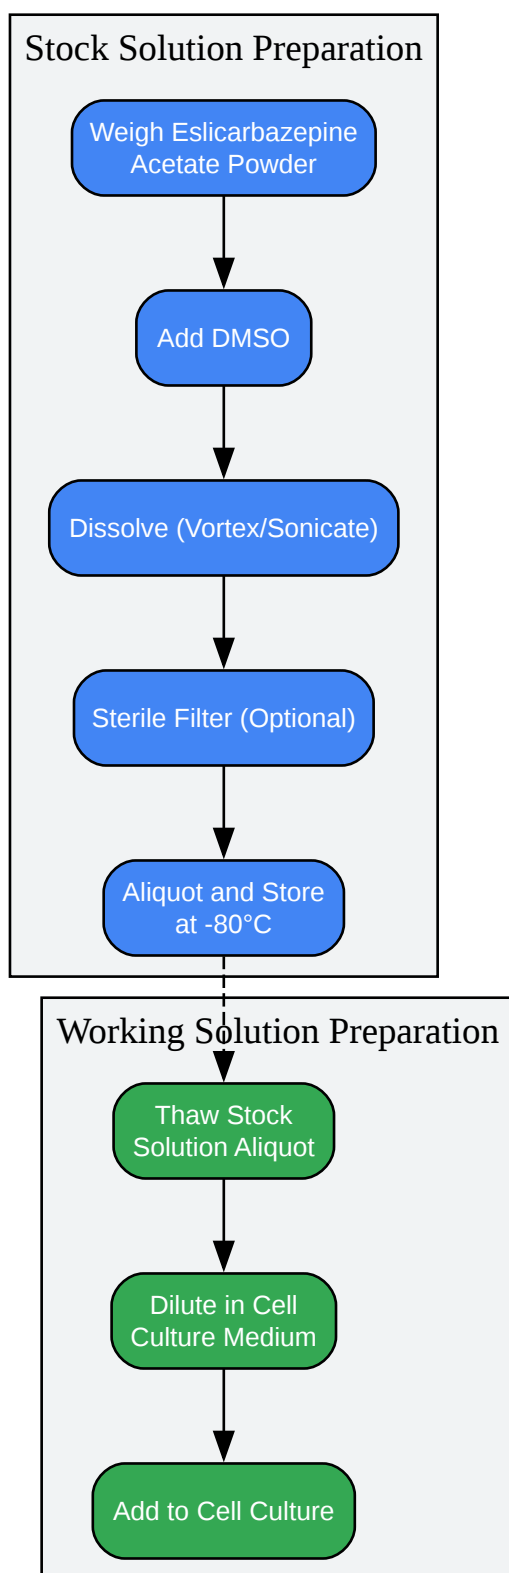 Stock Solution Preparation
Weigh Eslicarbazepine
Acetate Powder
Add DMSO
Dissolve (Vortex/Sonicate)
Sterile Filter (Optional)
Aliquot and Store
at -80°C
Working Solution Preparation
Thaw Stock
Solution Aliquot
Dilute in Cell
Culture Medium
Add to Cell Culture